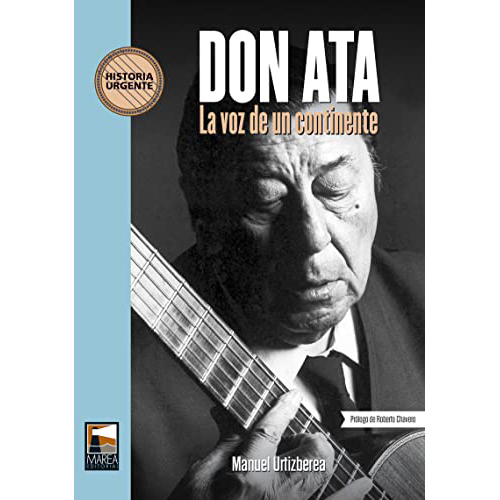 HISTORIA
URGENTE
DON ATA
La voz de un continente
Prólogo de Roberto Chavero
Manuel Urtizberea
MAREA
EDITORIAL